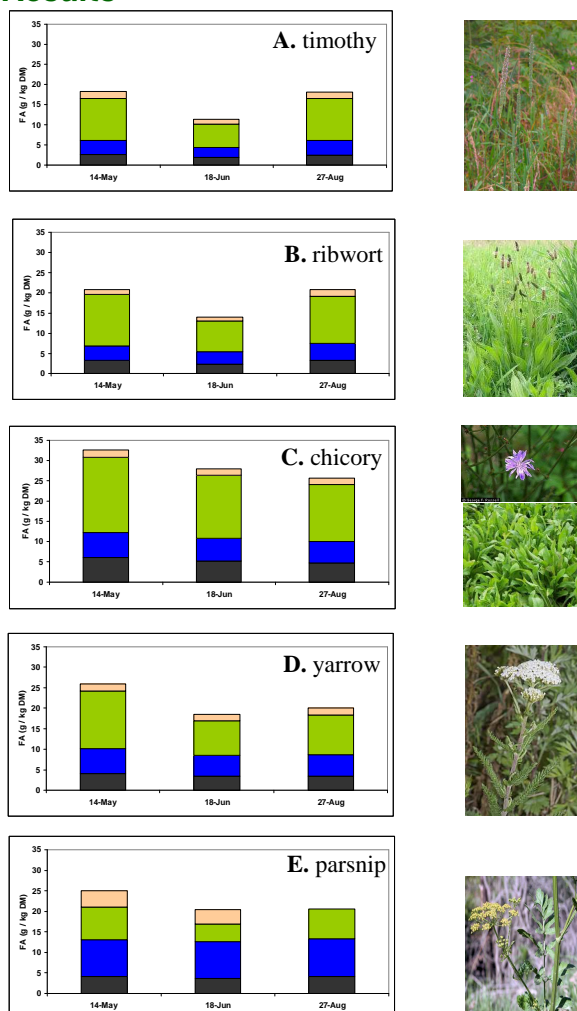 Results
A. timothy
FA (g / kg DM)
35
30
25
20
15
10
5
0
14-May 18-Jun 27-Aug
B. ribwort
FA (g / kg DM)
35
30
25
20
15
10
5
0
14-May 18-Jun 27-Aug
C. chicory
FA (g / kg DM)
35
30
25
20
15
10
5
0
14-May 18-Jun 27-Aug
D. yarrow
FA (g / kg DM)
35
30
25
20
15
10
5
0
14-May 18-Jun 27-Aug
E. parsnip
FA (g / kg DM)
35
30
25
20
15
10
5
0
14-May 18-Jun 27-Aug